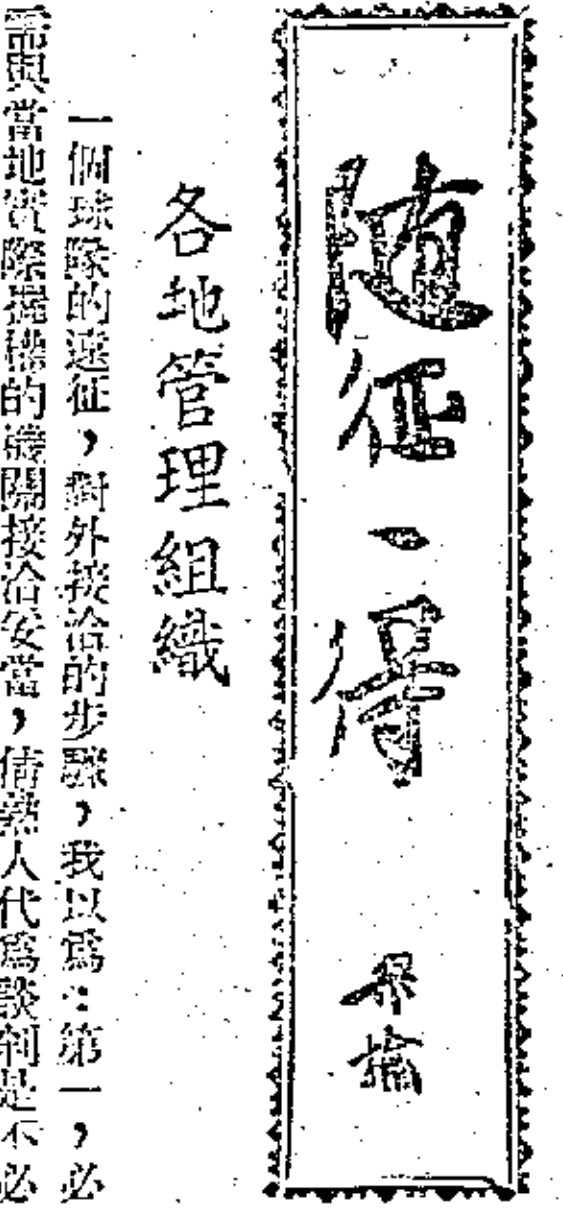 隨征一得
各地管理組織
一個球隊的遠征，對外接洽的步驟，我以爲：第一，必
需與當地實際掌權的機關接洽妥當，倩熟人代爲談判是不必